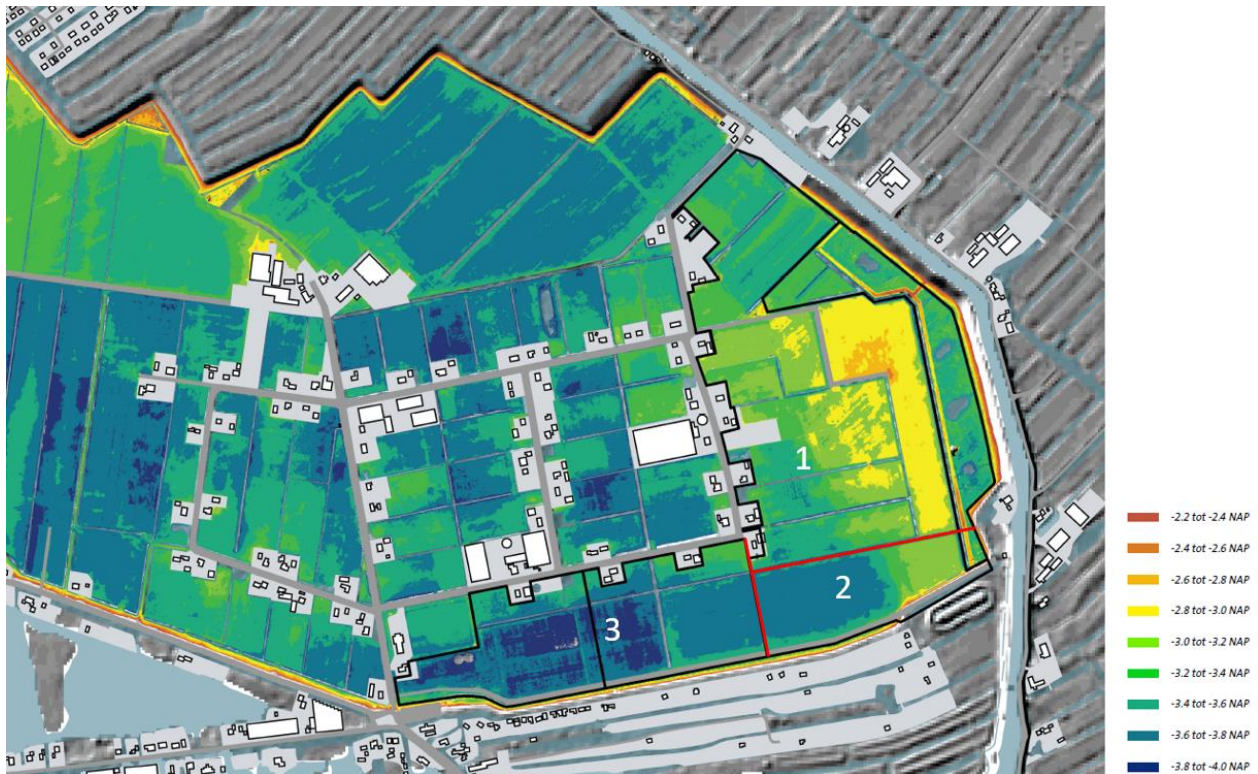 1
2
3
-2.2 tot -2.4 NAP
-2.4 tot -2.6 NAP
-2.6 tot -2.8 NAP
-2.8 tot -3.0 NAP
-3.0 tot -3.2 NAP
-3.2 tot -3.4 NAP
-3.4 tot -3.6 NAP
-3.6 tot -3.8 NAP
-3.8 tot -4.0 NAP